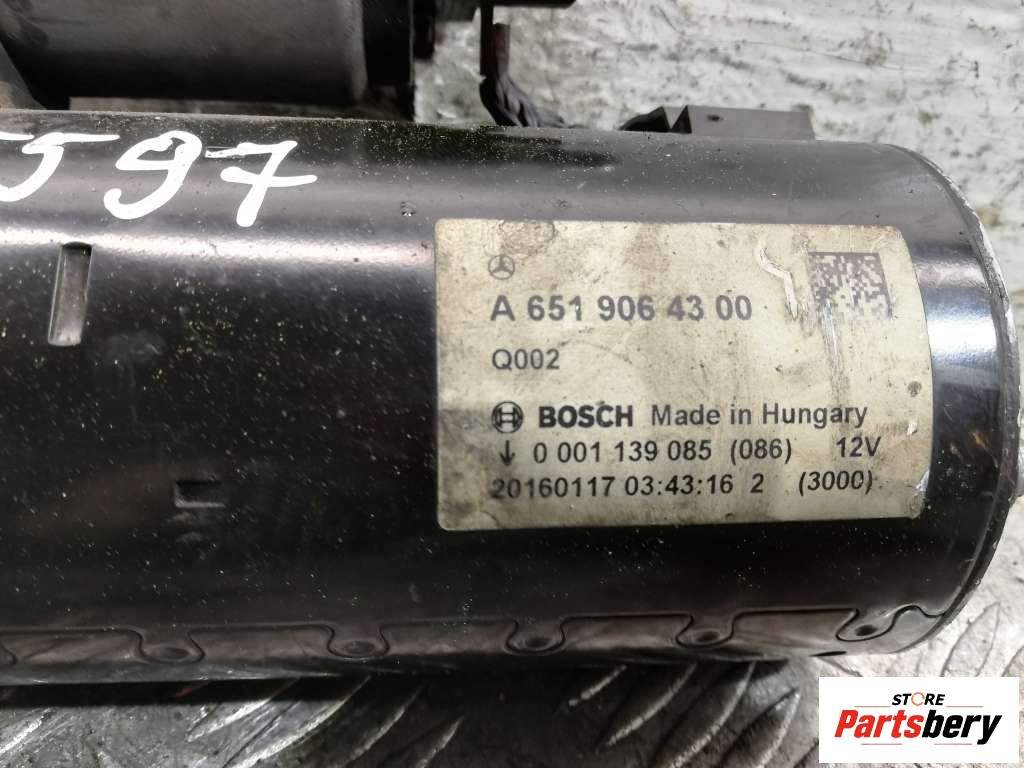 597
A 651 906 43 00
Q002
BOSCH Made in Hungary
0 001 139 085 (086) 12V
20160117 03:43:16 2 (3000)
STORE
Partsbery